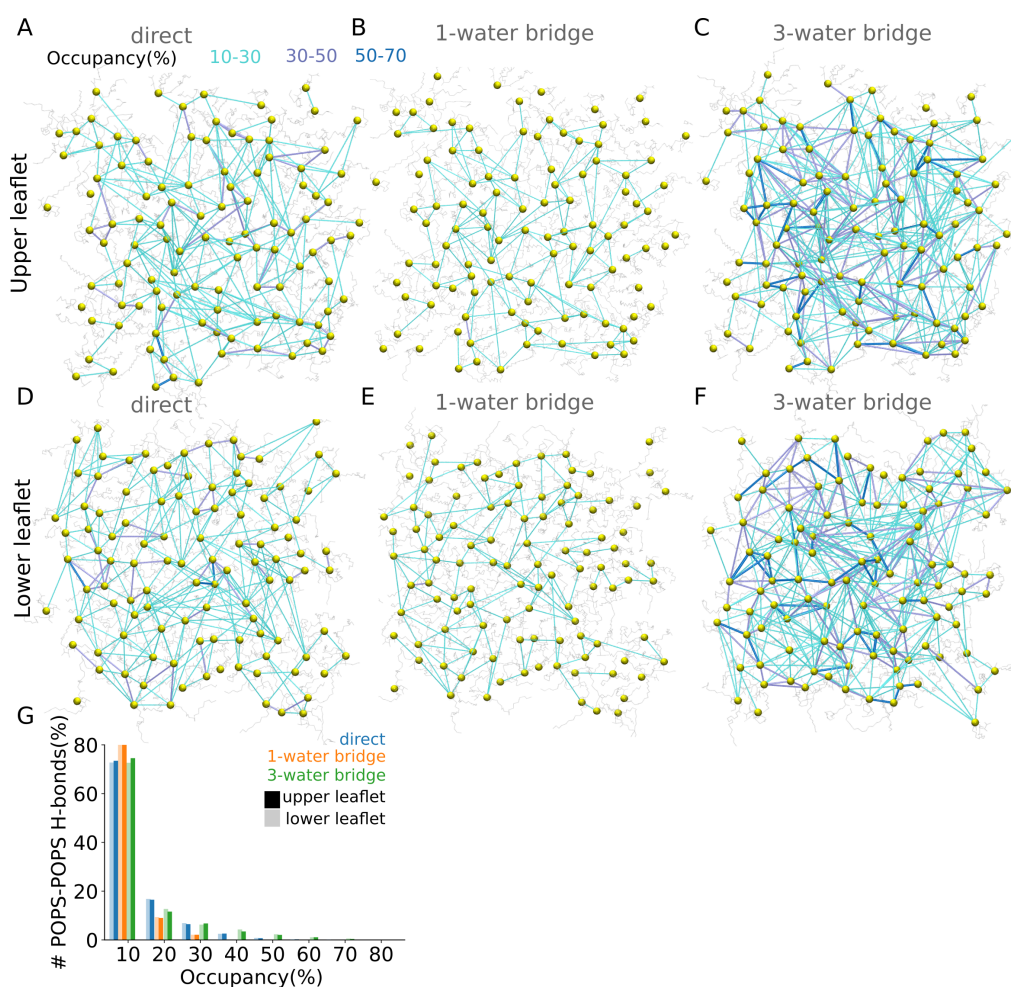 A
direct
B
1-water bridge
C
3-water bridge
Occupancy(%) 10-30 30-50 50-70
Upper leaflet
D
direct
E
1-water bridge
F
3-water bridge
Lower leaflet
G
# POPS-POPS H-bonds(%)
80
60
40
20
0
direct
1-water bridge
3-water bridge
upper leaflet
lower leaflet
10 20 30 40 50 60 70 80
Occupancy(%)